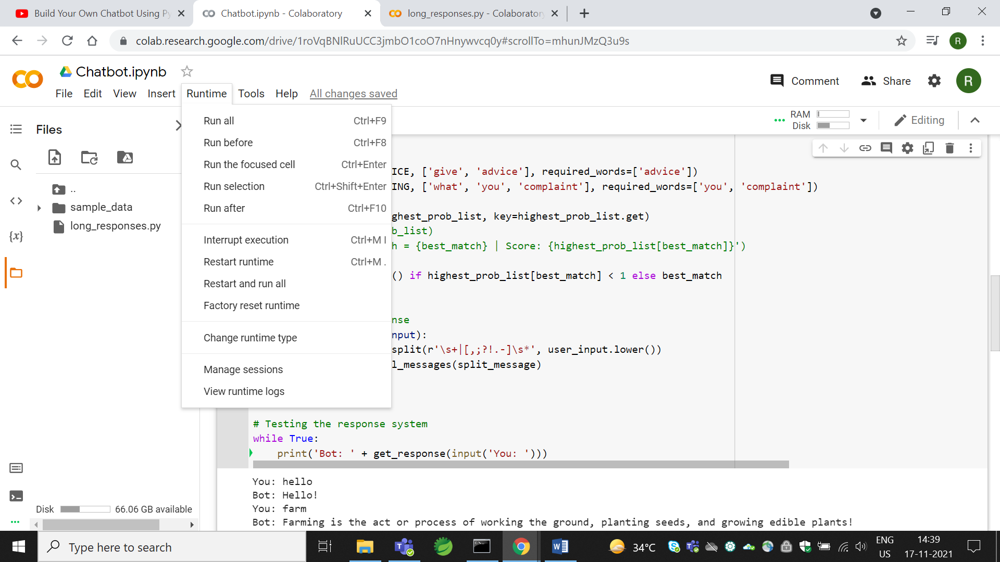 Build Your Own Chatbot Using Py
Chatbot.ipynb - Colaboratory
long_responses.py - Colaboratory
colab.research.google.com/drive/1roVqBNlRuUCC3jmbO1coO7nHnywvcq0y#scrollTo=mhunJMzQ3u9s
R
Chatbot.ipynb
File Edit View Insert Runtime Tools Help All changes saved
Comment
Share
R
Files
Run all Ctrl+F9
Run before Ctrl+F8
Run the focused cell Ctrl+Enter
Run selection Ctrl+Shift+Enter
Run after Ctrl+F10
Interrupt execution Ctrl+M I
Restart runtime Ctrl+M .
Restart and run all
Factory reset runtime
Change runtime type
Manage sessions
View runtime logs
RAM
Disk
Editing
..
sample_data
long_responses.py
{x}
Disk 66.06 GB available
ICE, ['give', 'advice'], required_words=['advice'])
ING, ['what', 'you', 'complaint'], required_words=['you', 'complaint'])
ghest_prob_list, key=highest_prob_list.get)
b_list)
h = {best_match} | Score: {highest_prob_list[best_match]}')
() if highest_prob_list[best_match] < 1 else best_match
nse
nput):
split(r'\s+|[,;?!.-]\s*', user_input.lower())
l_messages(split_message)
# Testing the response system
while True:
print('Bot: ' + get_response(input('You: ')))
You: hello
Bot: Hello!
You: farm
Bot: Farming is the act or process of working the ground, planting seeds, and growing edible plants!
Type here to search
34°C
ENG
US
14:39
17-11-2021